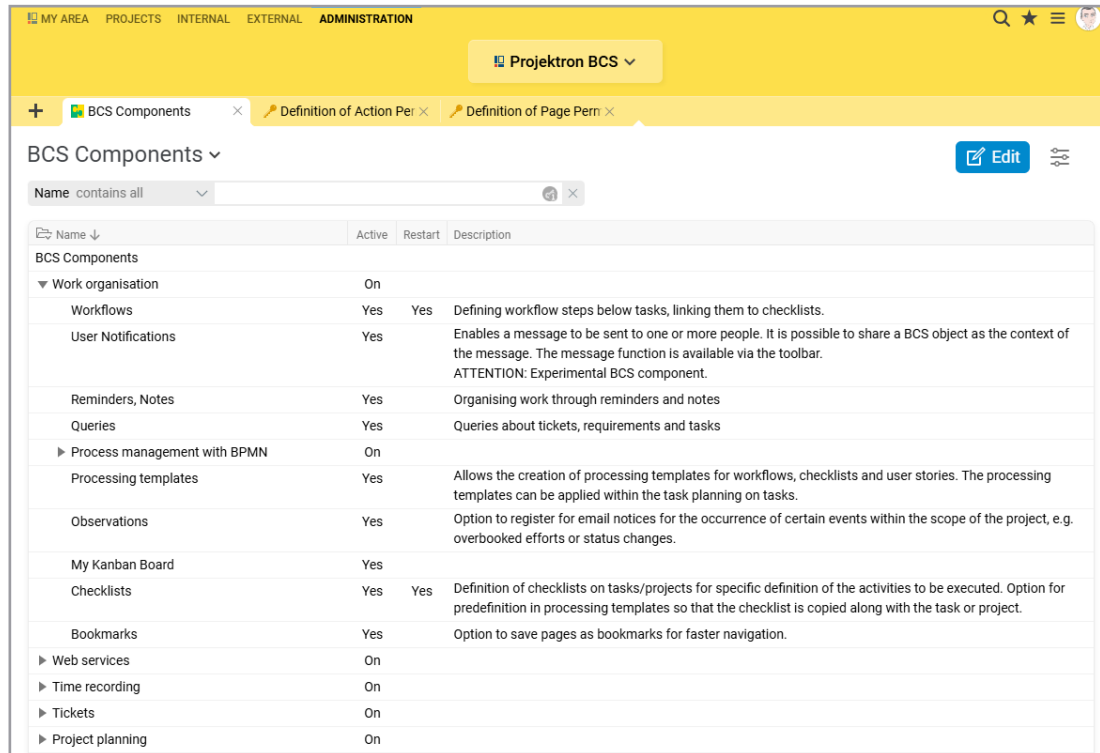 MY AREA PROJECTS INTERNAL EXTERNAL ADMINISTRATION
Projektron BCS
BCS Components
Definition of Action Per
Definition of Page Perm
BCS Components
Edit
Name contains all
Name Active Restart Description
BCS Components
Work organisation On
Workflows Yes Yes Defining workflow steps below tasks, linking them to checklists.
User Notifications Yes Enables a message to be sent to one or more people. It is possible to share a BCS object as the context of
the message. The message function is available via the toolbar.
ATTENTION: Experimental BCS component.
Reminders, Notes Yes Organising work through reminders and notes
Queries Yes Queries about tickets, requirements and tasks
Process management with BPMN On
Processing templates Yes Allows the creation of processing templates for workflows, checklists and user stories. The processing
templates can be applied within the task planning on tasks.
Observations Yes Option to register for email notices for the occurrence of certain events within the scope of the project, e.g.
overbooked efforts or status changes.
My Kanban Board Yes
Checklists Yes Yes Definition of checklists on tasks/projects for specific definition of the activities to be executed. Option for
predefinition in processing templates so that the checklist is copied along with the task or project.
Bookmarks Yes Option to save pages as bookmarks for faster navigation.
Web services On
Time recording On
Tickets On
Project planning On